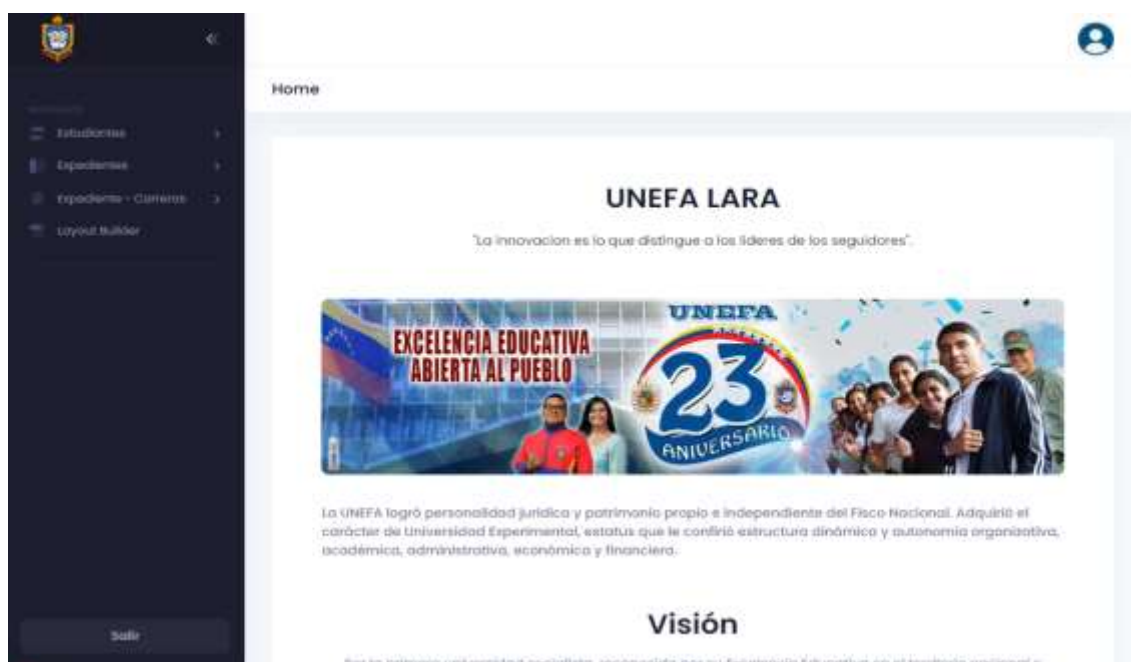 Home
Estudiantes
Expedientes
Expediente - Carreras
Layout Builder
Salir
UNEFA LARA
"La innovacion es lo que distingue a los lideres de los seguidores".
UNEFA
EXCELENCIA EDUCATIVA
ABIERTA AL PUEBLO
23
ANIVERSARIO
La UNEFA logró personalidad jurídica y patrimonio propio e independiente del Fisco Nacional. Adquirió el
carácter de Universidad Experimental, estatus que le confirió estructura dinámica y autonomía organizativa,
académica, administrativa, económica y financiera.
Visión